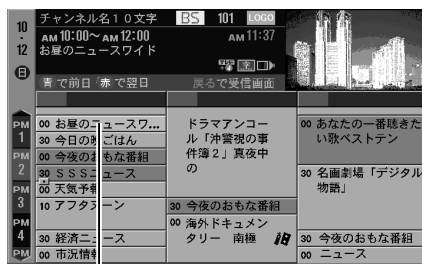 10
・
12
日
チャンネル名10文字 BS 101 LOGO
AM 10:00～AM 12:00 AM 11:37
お昼のニュースワイド
字
青で前日 赤で翌日 戻るで受信画面
PM
1
PM
2
PM
3
PM
4
PM
00 お昼のニュースワ...
30 今日の晩ごはん
00 今夜のおもな番組
30 SSSニュース
00 天気予報
10 アフタヌーン
30 経済ニュース
00 市況情報
ドラマアンコー
ル「沖警視の事
件簿2」真夜中
の
30 今夜のおもな番組
00 海外ドキュメン
タリー 南極
00 あなたの一番聴きた
い歌ベストテン
30 名画劇場「デジタル
物語」
30 今夜のおもな番組
00 ニュース